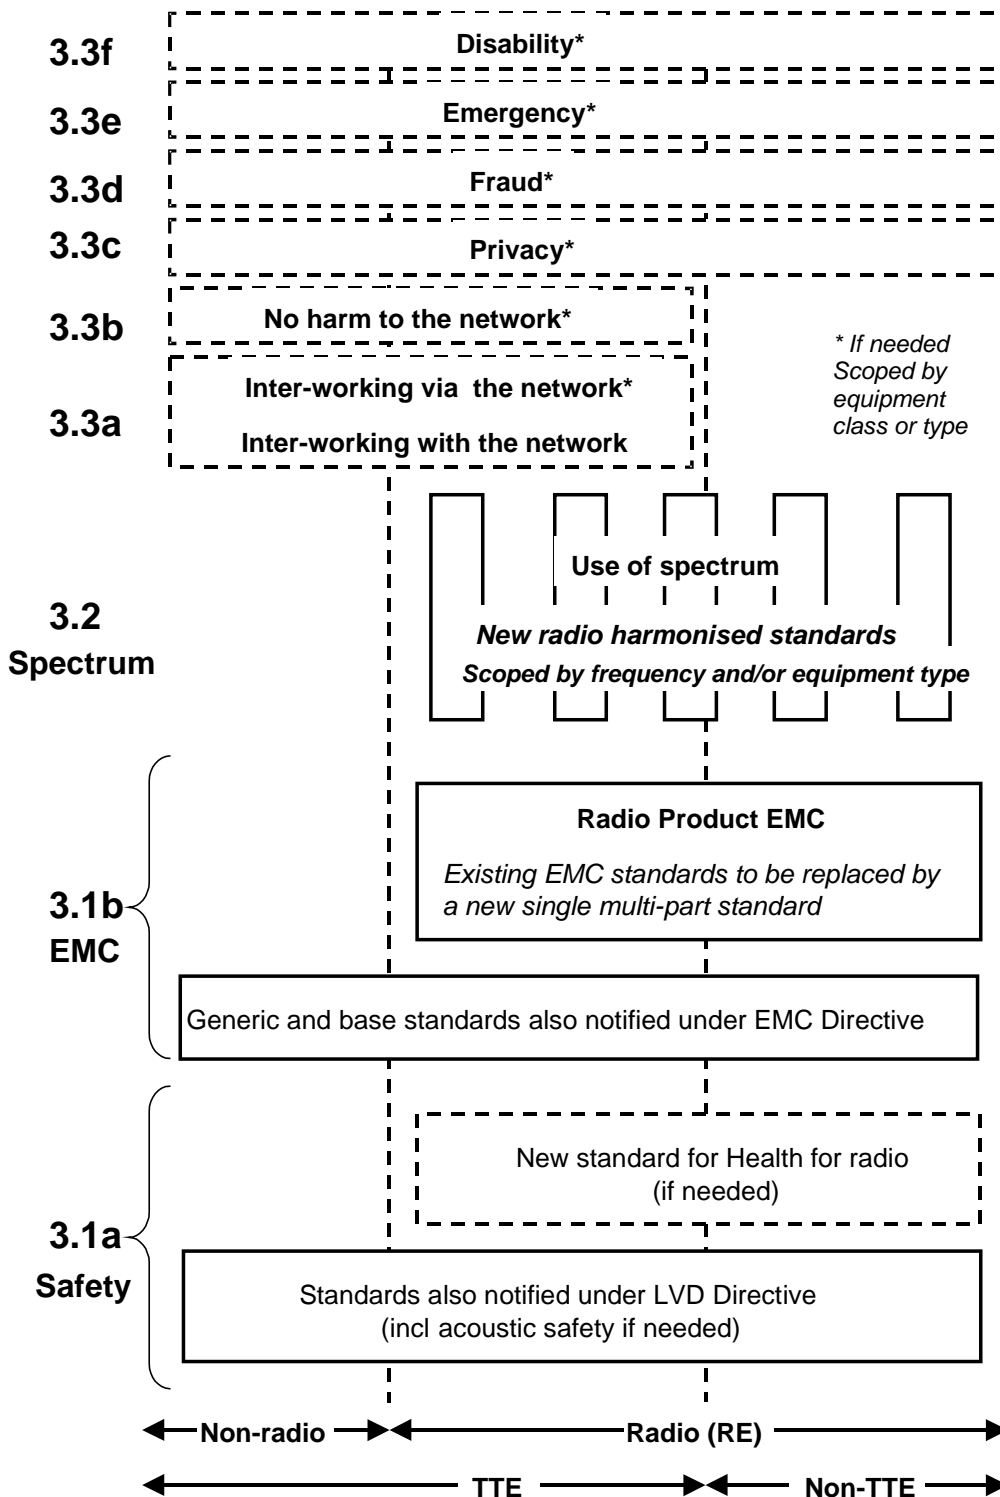 3.3f
Disability*
3.3e
Emergency*
3.3d
Fraud*
3.3c
Privacy*
3.3b
No harm to the network*
* If needed
Scoped by
equipment
class or type
3.3a
Inter-working via the network*
Inter-working with the network
3.2
Spectrum
Use of spectrum
New radio harmonised standards
Scoped by frequency and/or equipment type
3.1b
EMC
Radio Product EMC
Existing EMC standards to be replaced by
a new single multi-part standard
Generic and base standards also notified under EMC Directive
3.1a
Safety
New standard for Health for radio
(if needed)
Standards also notified under LVD Directive
(incl acoustic safety if needed)
Non-radio
Radio (RE)
TTE
Non-TTE